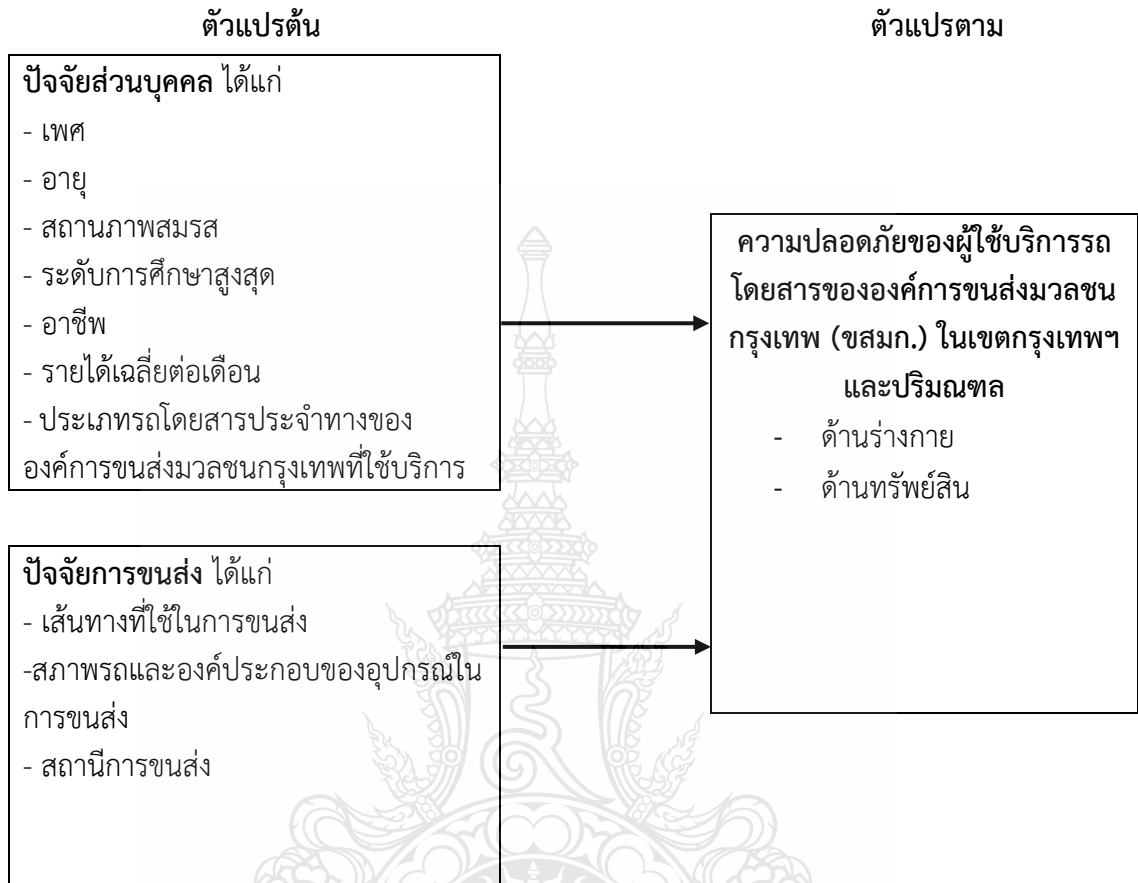 ตัวแปรต้น
ตัวแปรตาม
ปัจจัยส่วนบุคคล ได้แก่
- เพศ
- อายุ
- สถานภาพสมรส
- ระดับการศึกษาสูงสุด
- อาชีพ
- รายได้เฉลี่ยต่อเดือน
- ประเภทรถโดยสารประจำทางของ
องค์การขนส่งมวลชนกรุงเทพที่ใช้บริการ
ปัจจัยการขนส่ง ได้แก่
- เส้นทางที่ใช้ในการขนส่ง
-สภาพรถและองค์ประกอบของอุปกรณ์ใน
การขนส่ง
- สถานีการขนส่ง
ความปลอดภัยของผู้ใช้บริการรถ
โดยสารขององค์การขนส่งมวลชน
กรุงเทพ (ขสมก.) ในเขตกรุงเทพฯ
และปริมณฑล
- ด้านร่างกาย
- ด้านทรัพย์สิน